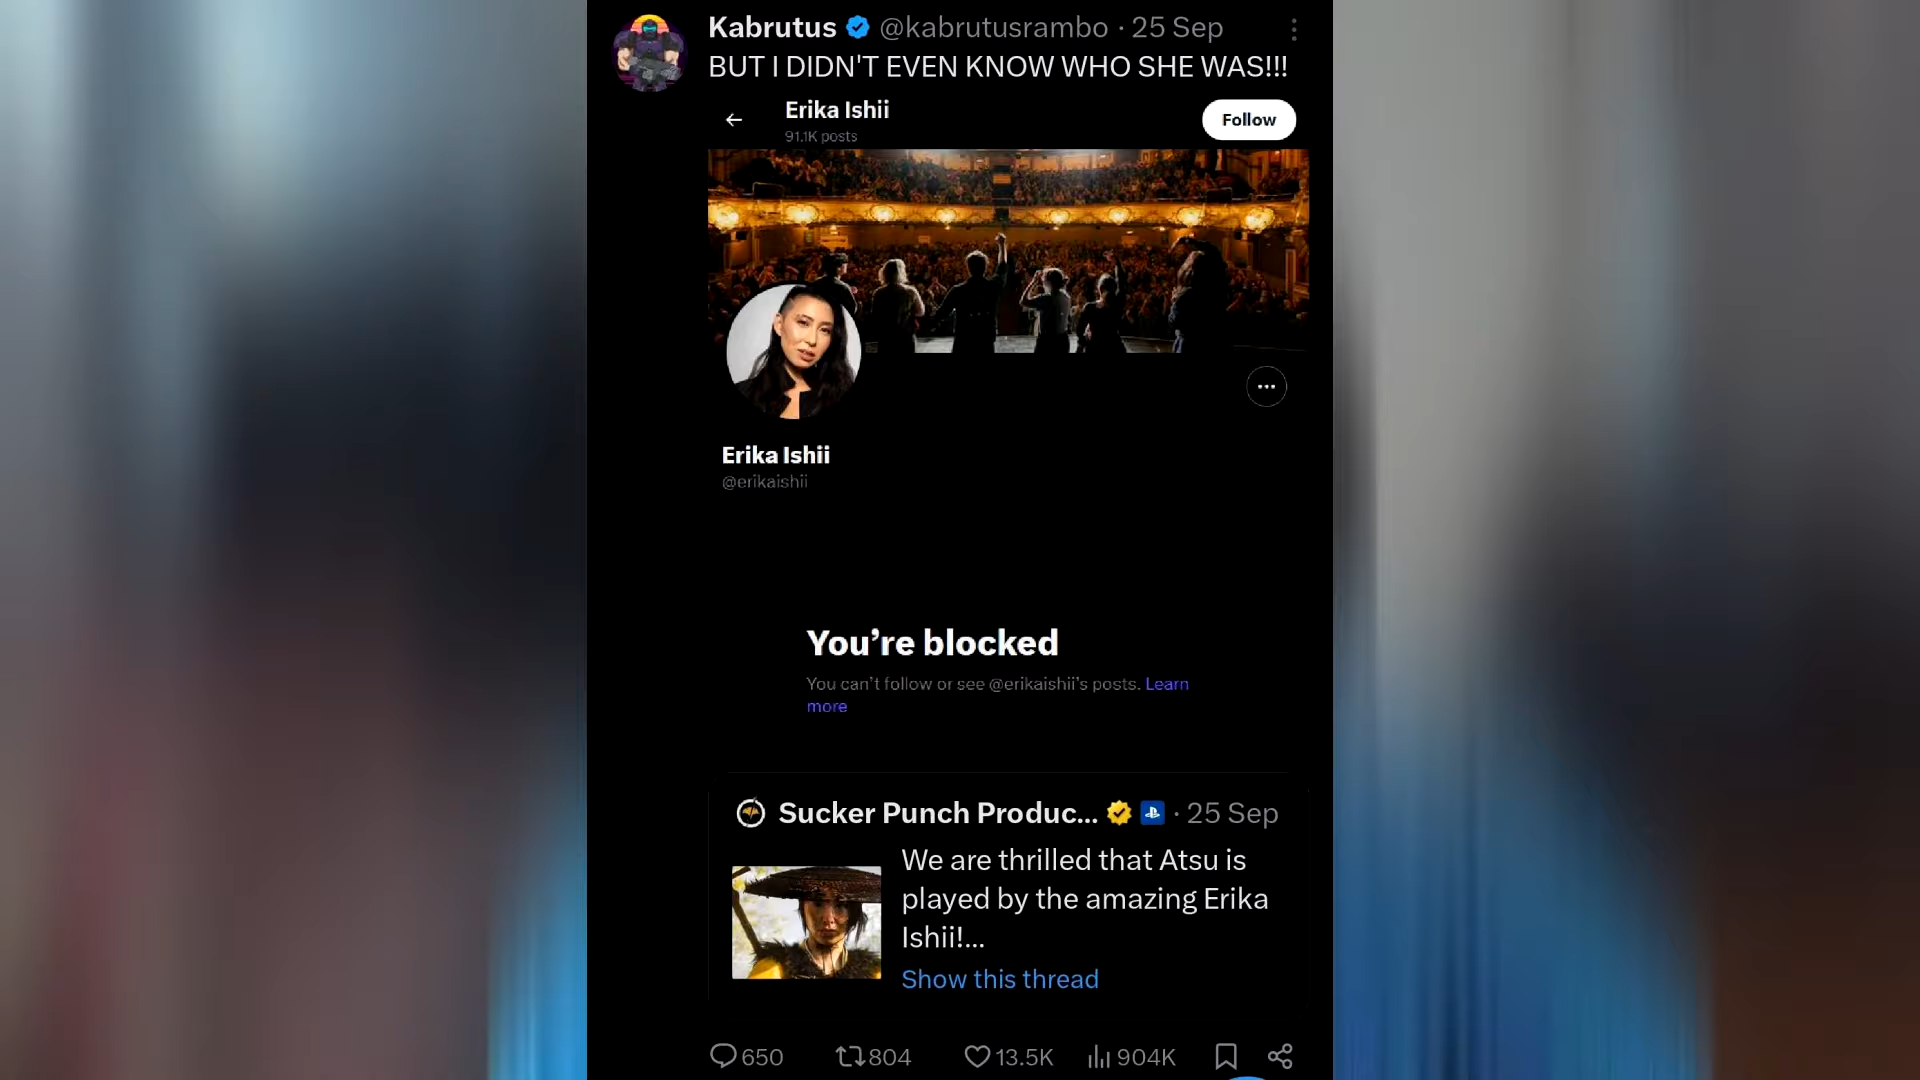 Kabrutus @kabrutusrambo · 25 Sep
BUT I DIDN'T EVEN KNOW WHO SHE WAS!!!
Erika Ishii
91.1K posts
Follow
Erika Ishii
@erikaishii
You’re blocked
You can’t follow or see @erikaishii’s posts. Learn
more
Sucker Punch Produc... · 25 Sep
We are thrilled that Atsu is
played by the amazing Erika
Ishii!...
Show this thread
650 804 13.5K 904K